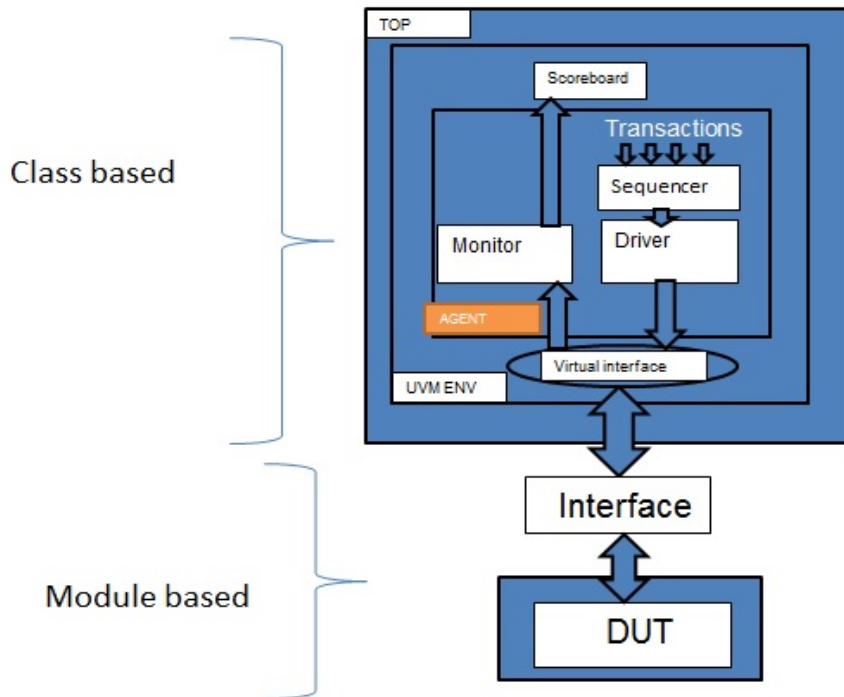 TOP
Scoreboard
Class based
Transactions
Sequencer
Monitor
Driver
AGENT
Virtual interface
UVM ENV
Interface
Module based
DUT